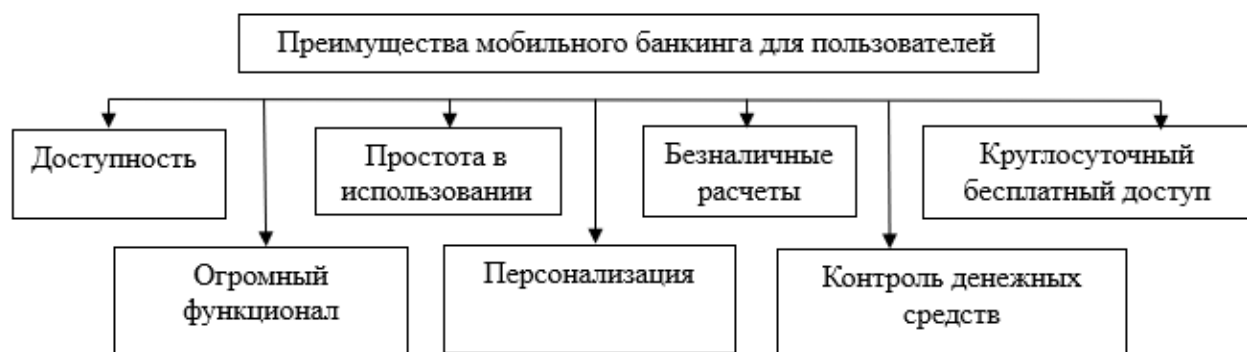 Преимущества мобильного банкинга для пользователей
Доступность
Простота в
использовании
Безналичные
расчеты
Круглосуточный
бесплатный доступ
Огромный
функционал
Персонализация
Контроль денежных
средств